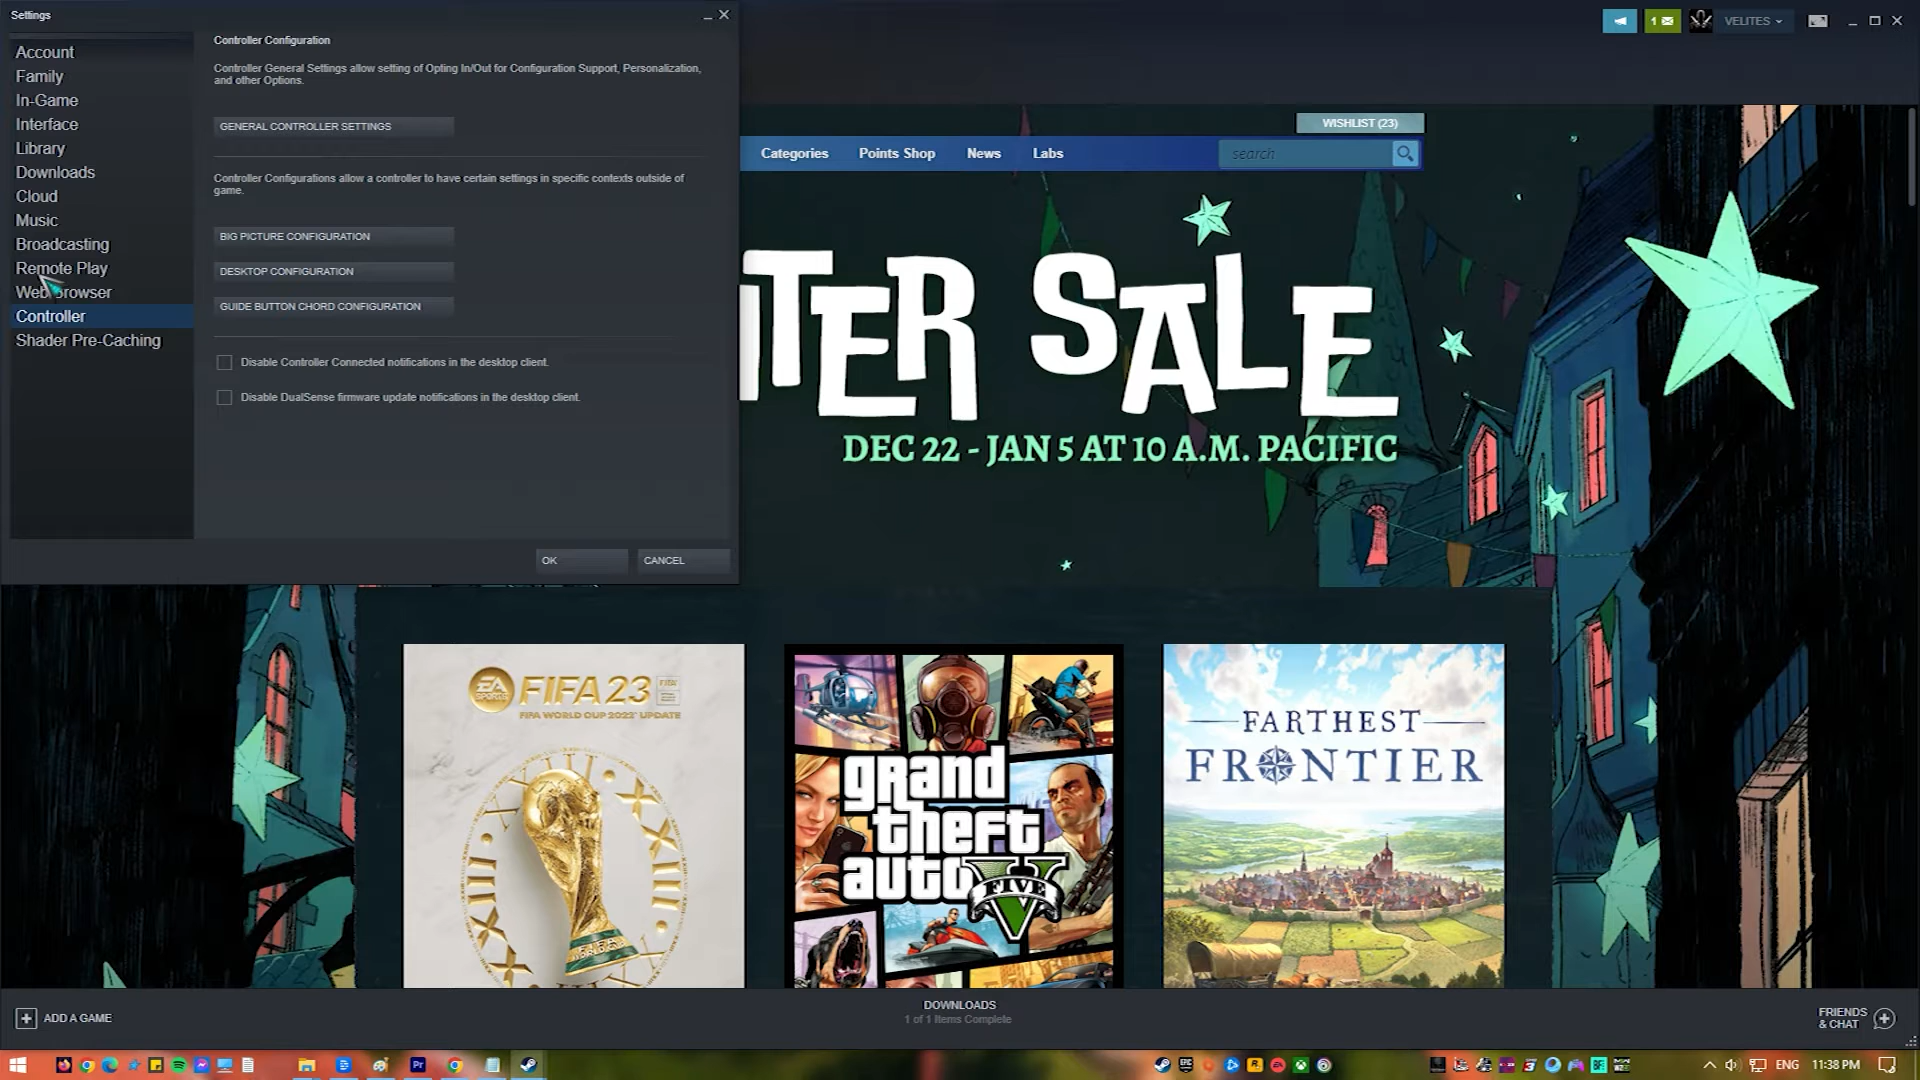 Settings
Account
Family
In-Game
Interface
Library
Downloads
Cloud
Music
Broadcasting
Remote Play
Web Browser
Controller
Shader Pre-Caching
Controller Configuration
Controller General Settings allow setting of Opting In/Out for Configuration Support, Personalization,
and other Options.
GENERAL CONTROLLER SETTINGS
Controller Configurations allow a controller to have certain settings in specific contexts outside of
game.
BIG PICTURE CONFIGURATION
DESKTOP CONFIGURATION
GUIDE BUTTON CHORD CONFIGURATION
Disable Controller Connected notifications in the desktop client.
Disable DualSense firmware update notifications in the desktop client.
OK
CANCEL
1
VELITES
WISHLIST (23)
Categories
Points Shop
News
Labs
search
TER SALE
DEC 22 - JAN 5 AT 10 A.M. PACIFIC
EA
SPORTS
FIFA 23
FIFA
FIFA WORLD CUP 2022 UPDATE
grand
theft
auto
FIVE
FARTHEST
FRONTIER
ADD A GAME
DOWNLOADS
1 of 1 Items Complete
FRIENDS
& CHAT
Pr
ENG
11:38 PM